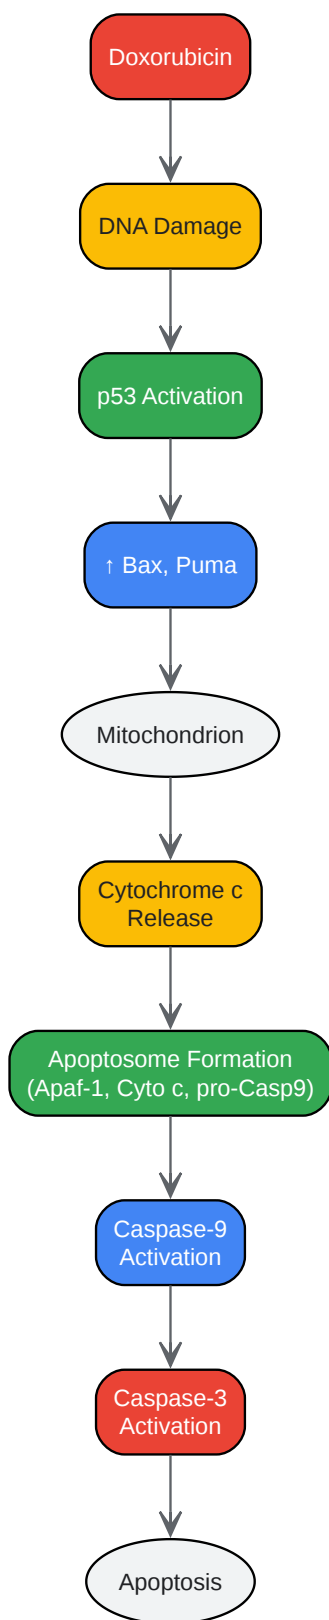 Doxorubicin
DNA Damage
p53 Activation
↑ Bax, Puma
Mitochondrion
Cytochrome c
Release
Apoptosome Formation
(Apaf-1, Cyto c, pro-Casp9)
Caspase-9
Activation
Caspase-3
Activation
Apoptosis